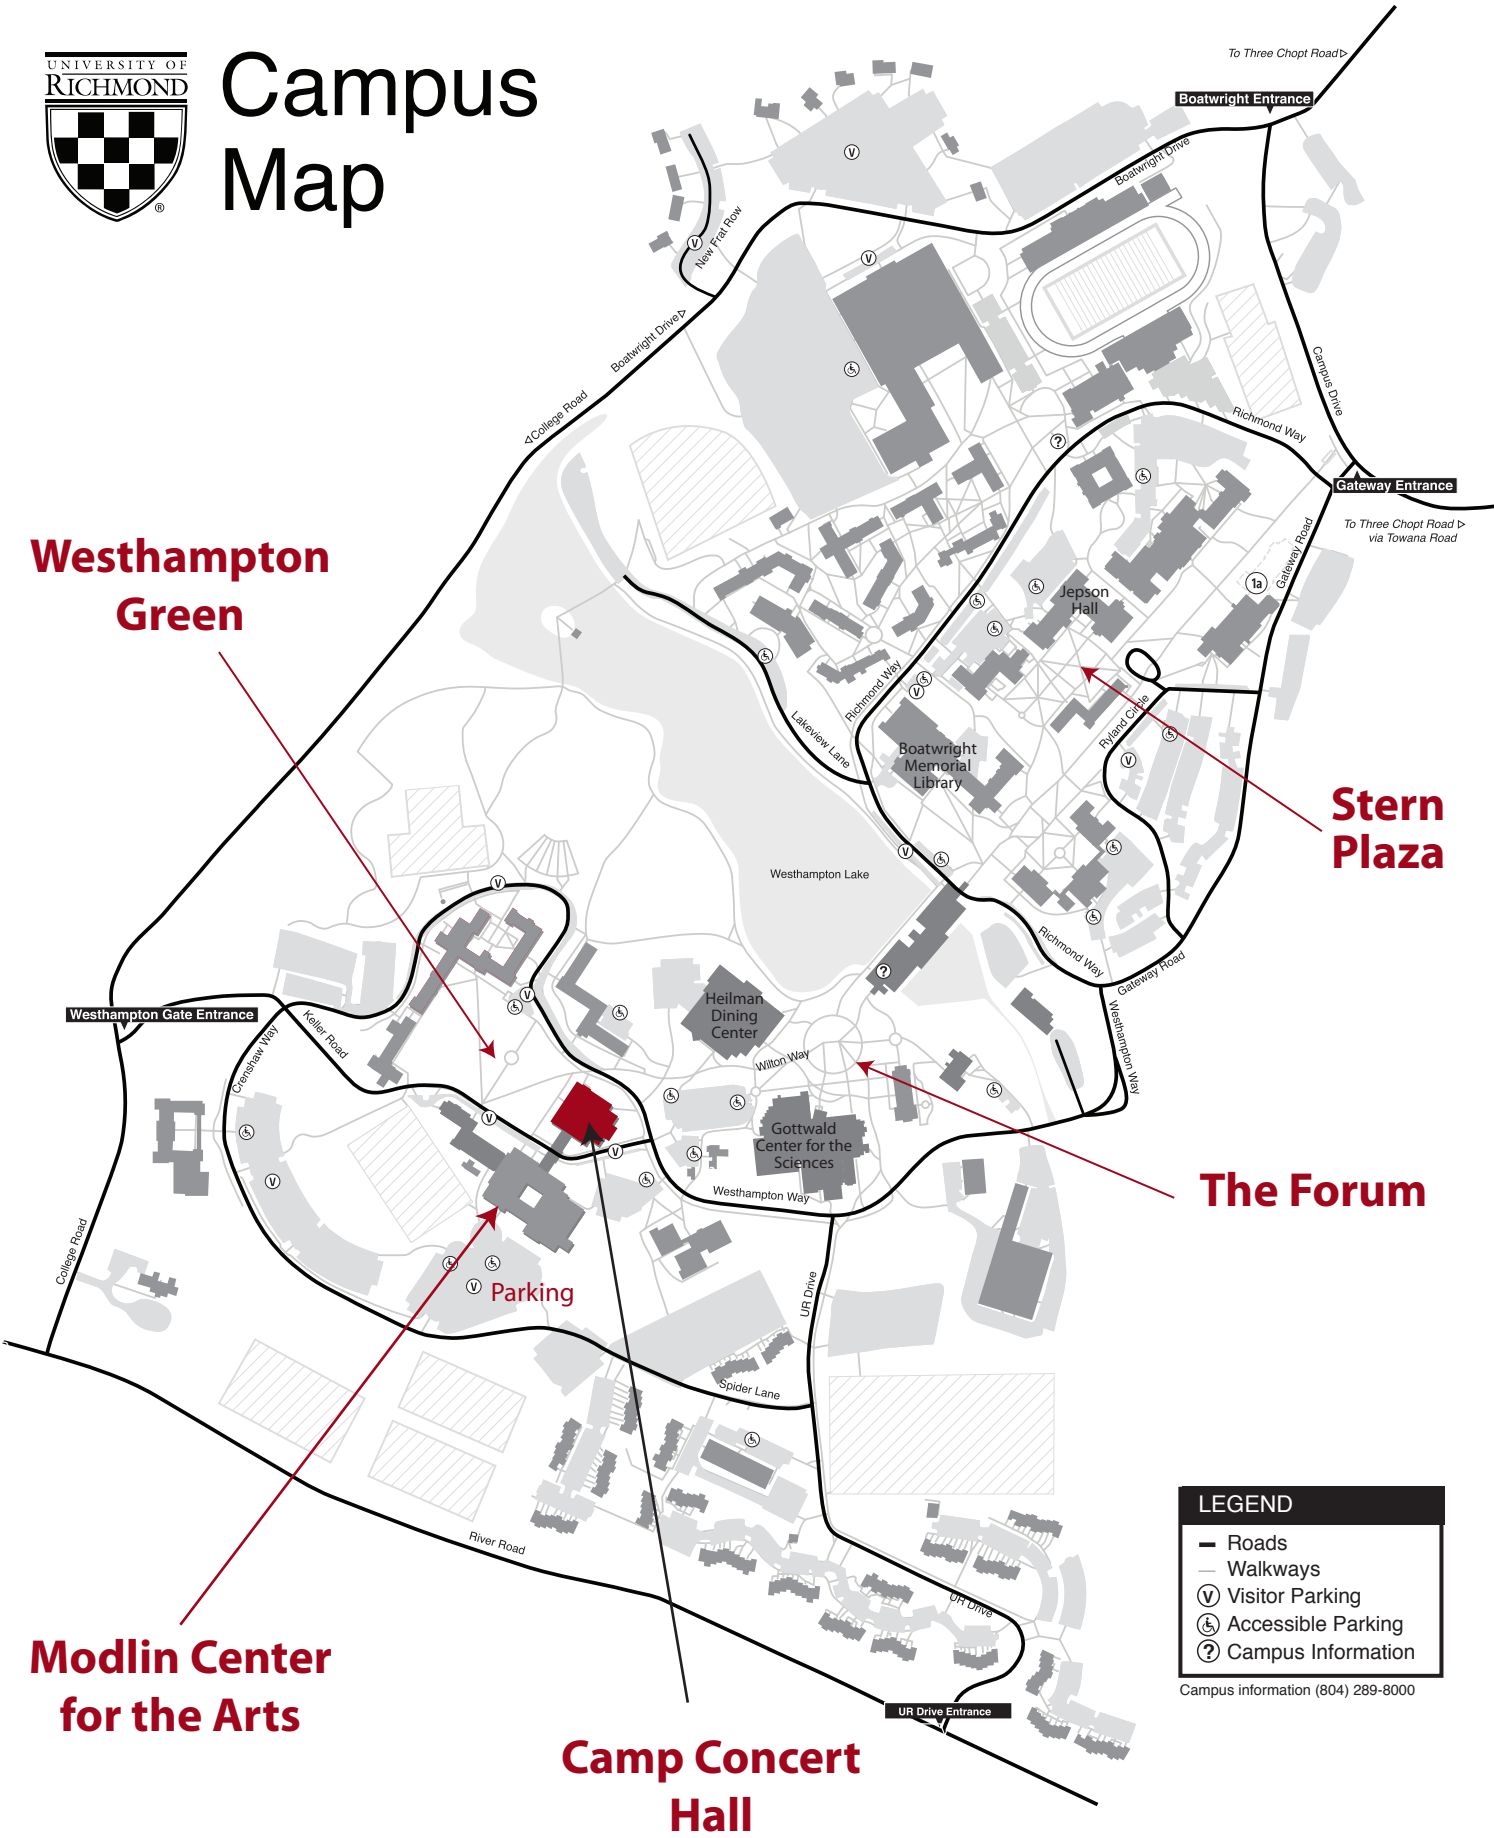 UNIVERSITY OF
RICHMOND
®
Campus
Map
To Three Chopt Road
Boatwright Entrance
Boatwright Drive
V
V
New Frat Row
V
Boatwright Drive
College Road
Campus Drive
Richmond Way
?
Gateway Entrance
To Three Chopt Road
via Towana Road
Gateway Road
1a
Westhampton
Green
Jepson
Hall
Richmond Way
V
Lakeview Lane
Ryland Circle
V
Boatwright
Memorial
Library
Stern
Plaza
V
Westhampton Lake
V
Richmond Way
Gateway Road
?
V
Heilman
Dining
Center
Westhampton Gate Entrance
Keller Road
Crenshaw Way
Wilton Way
Westhampton Way
V
Gottwald
Center for the
Sciences
V
V
Westhampton Way
The Forum
College Road
V
Parking
UR Drive
Spider Lane
River Road
UR Drive
LEGEND
Roads
Walkways
V Visitor Parking
Accessible Parking
? Campus Information
Campus information (804) 289-8000
Modlin Center
for the Arts
UR Drive Entrance
Camp Concert
Hall